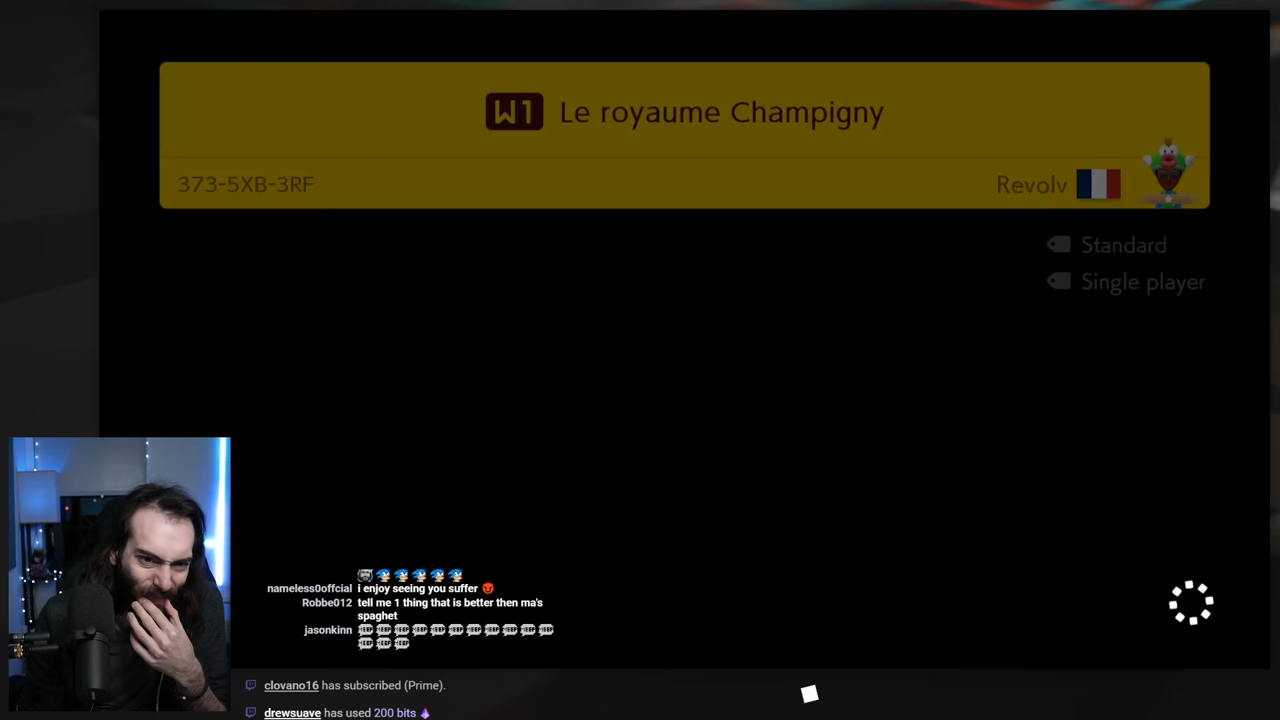 W1 Le royaume Champigny
373-5XB-3RF
Revolv
Standard
Single player
nameless0offcial i enjoy seeing you suffer
Robbe012 tell me 1 thing that is better then ma's
spaghet
jasonkinn
clovano16 has subscribed (Prime).
drewsuave has used 200 bits